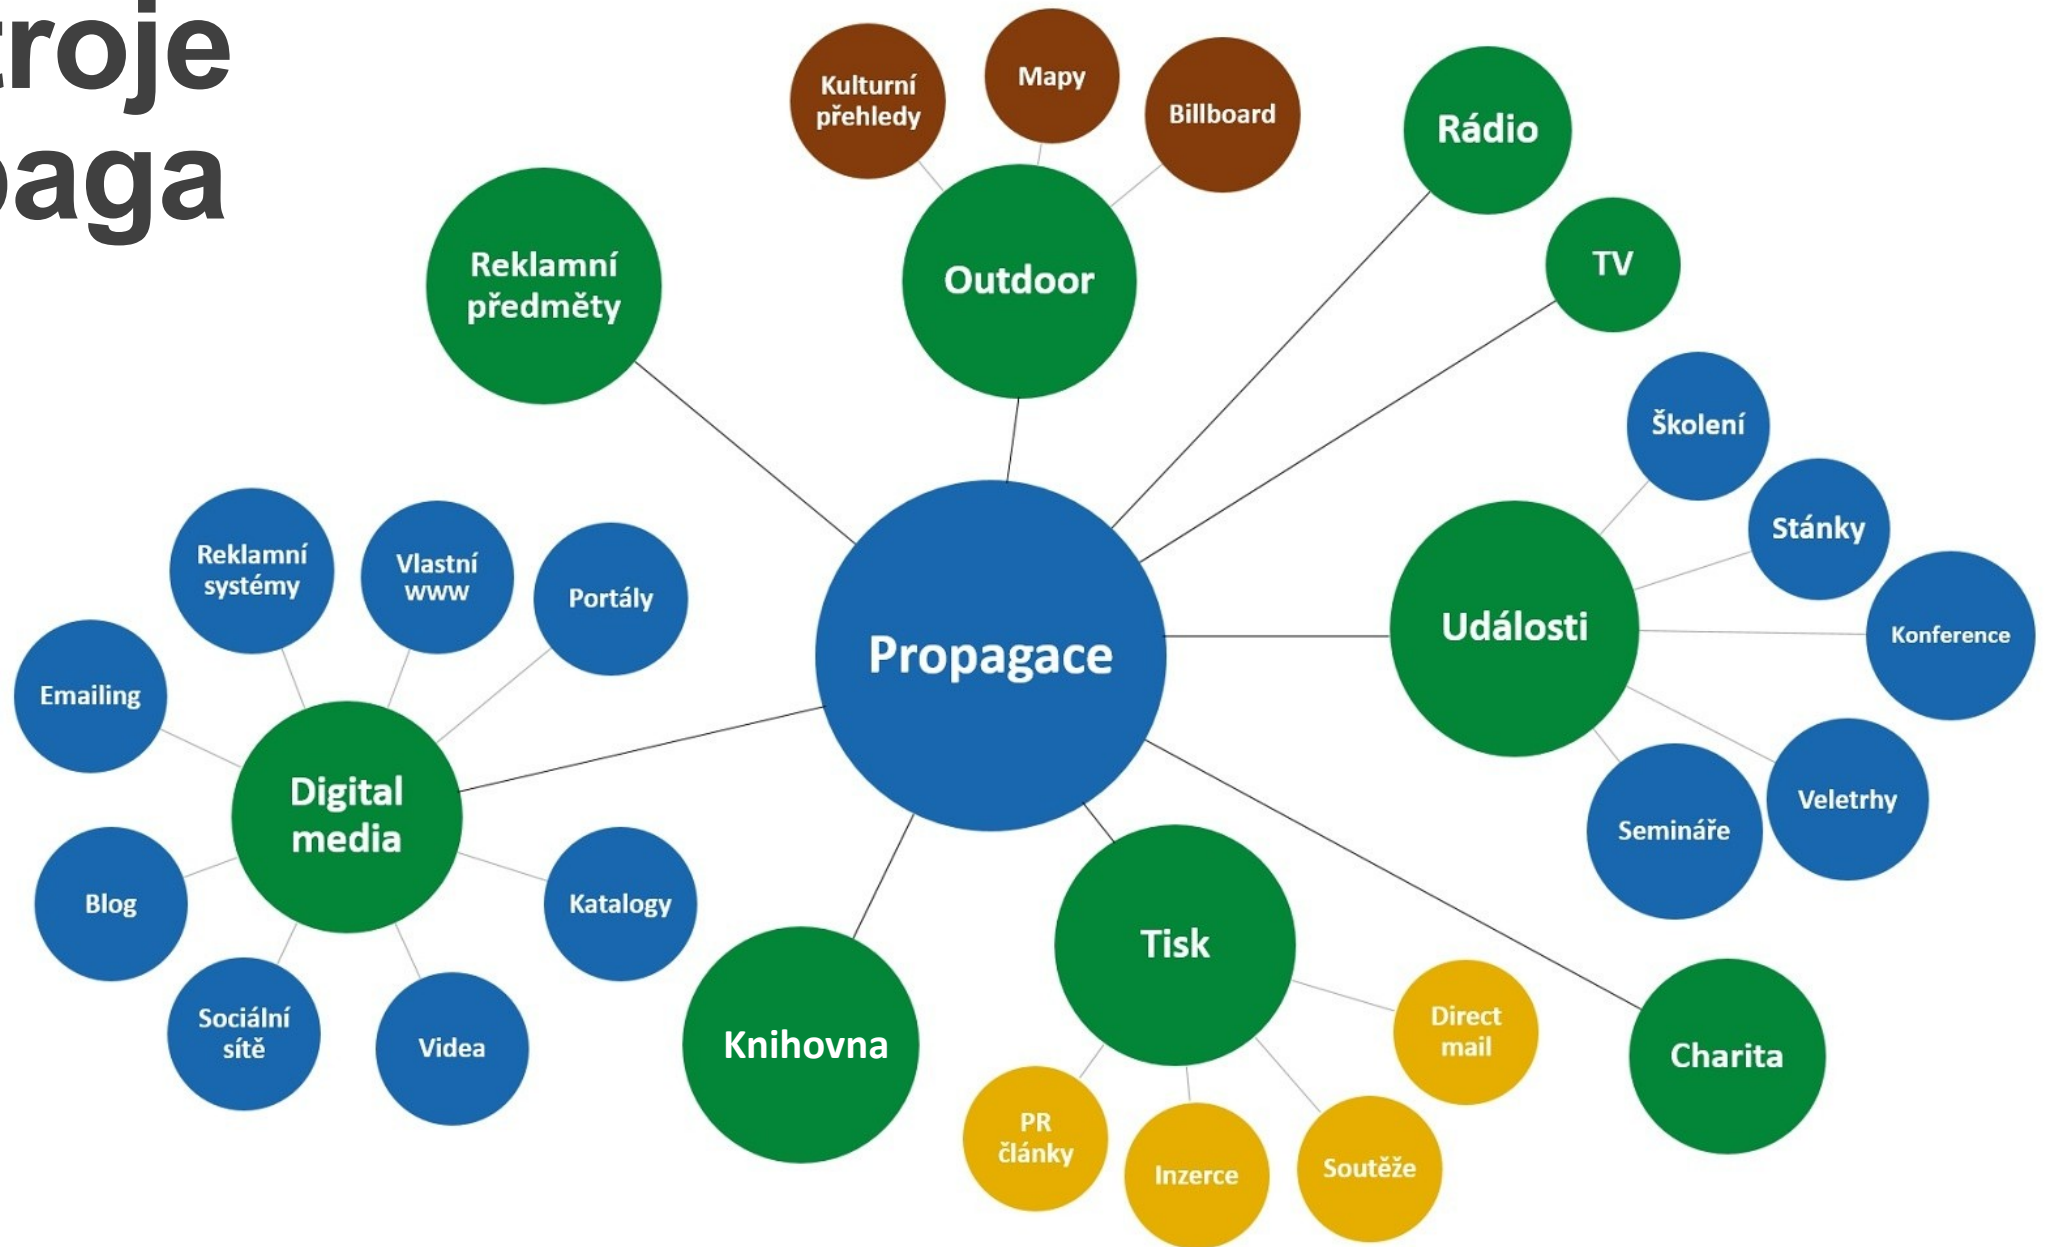 troje
paga
Kulturní
přehledy
Mapy
Billboard
Rádio
TV
Reklamní
předměty
Outdoor
Školení
Stánky
Konference
Události
Veletrhy
Semináře
Propagace
Reklamní
systémy
Vlastní
www
Portály
Emailing
Digital
media
Blog
Katalogy
Sociální
sítě
Videa
Knihovna
Tisk
Direct
mail
PR
články
Inzerce
Soutěže
Charita